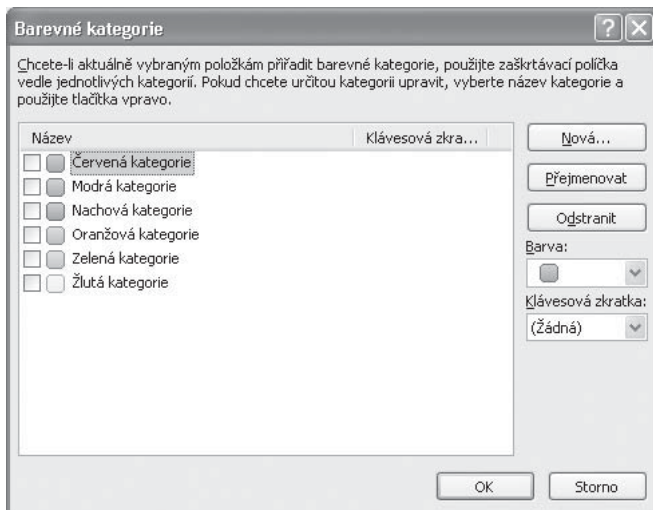 Barevné kategorie
Chcete-li aktuálně vybraným položkám přiřadit barevné kategorie, použijte zaškrtávací políčka
vedle jednotlivých kategorií. Pokud chcete určitou kategorii upravit, vyberte název kategorie a
použijte tlačítka vpravo.
Název Klávesová zkra...
Červená kategorie
Modrá kategorie
Nachová kategorie
Oranžová kategorie
Zelená kategorie
Žlutá kategorie
Nová...
Přejmenovat
Odstranit
Barva:
Klávesová zkratka:
(Žádná)
OK Storno